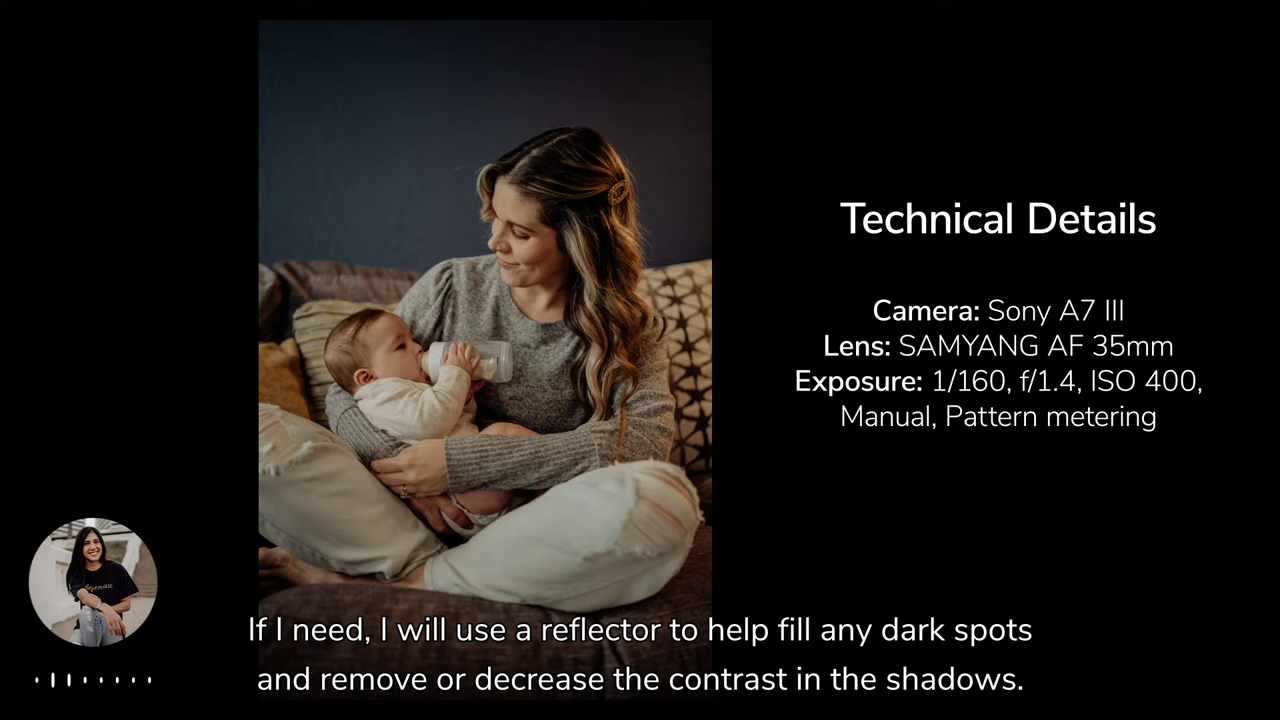 Technical Details
Camera: Sony A7 III
Lens: SAMYANG AF 35mm
Exposure: 1/160, f/1.4, ISO 400,
Manual, Pattern metering
If I need, I will use a reflector to help fill any dark spots
and remove or decrease the contrast in the shadows.